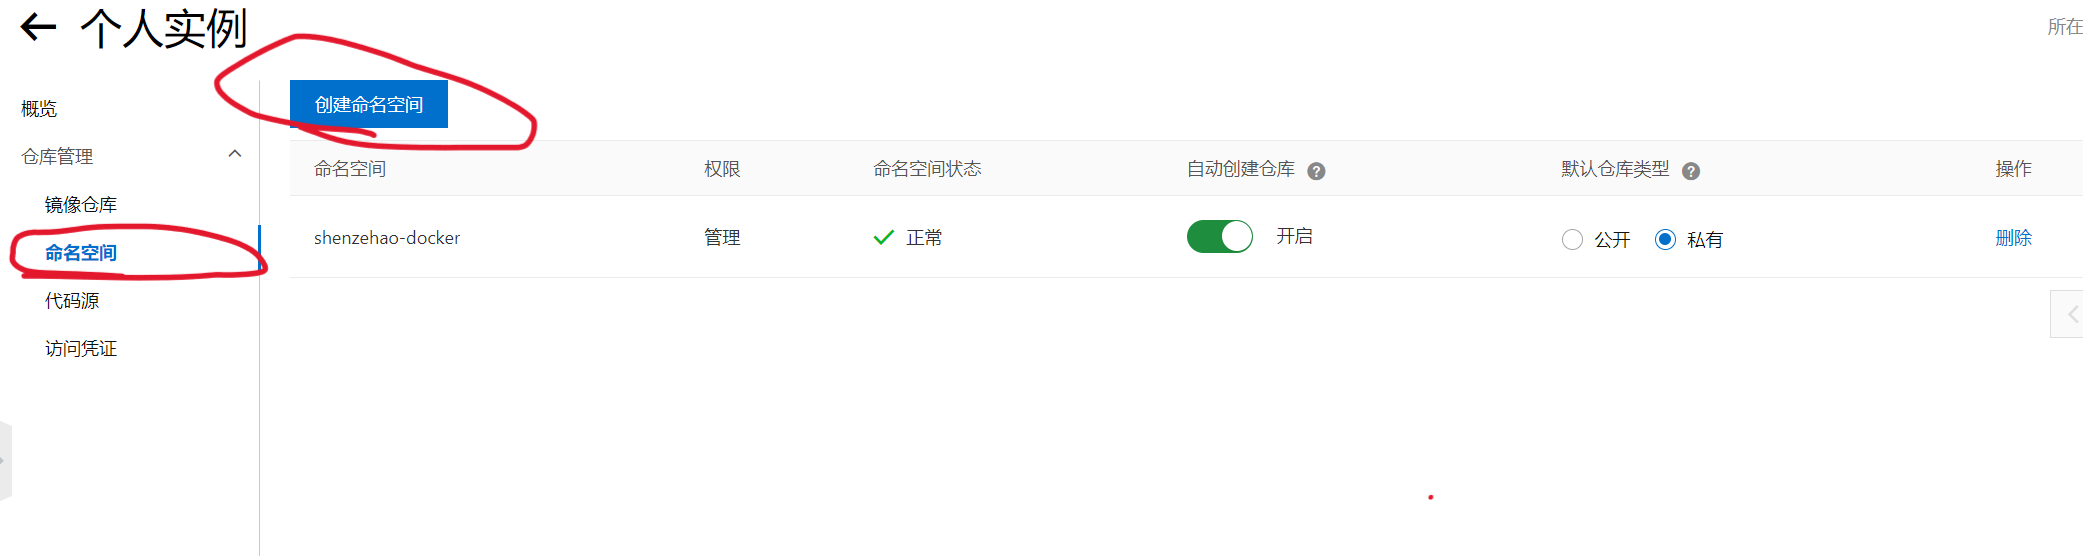 个人实例
所在
概览
仓库管理
镜像仓库
命名空间
代码源
访问凭证
创建命名空间
命名空间 权限 命名空间状态 自动创建仓库 默认仓库类型 操作
shenzehao-docker 管理 正常 开启 公开 私有 删除